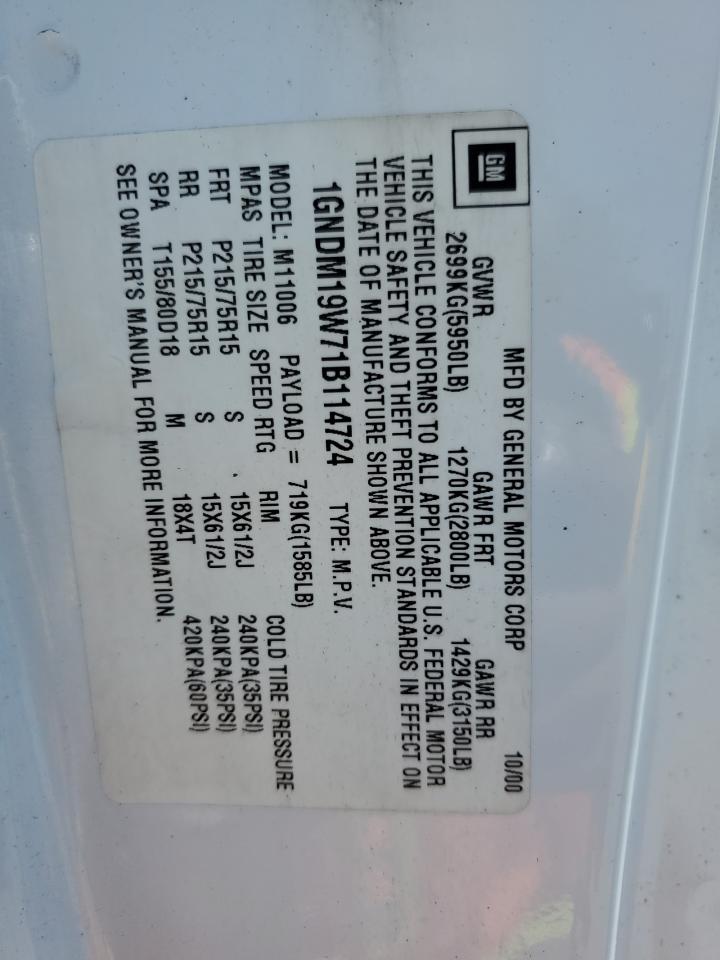 GM
MFD BY GENERAL MOTORS CORP 10/00
GVWR GAWR FRT GAWR RR
2699KG(5950LB) 1270KG(2800LB) 1429KG(3150LB)
THIS VEHICLE CONFORMS TO ALL APPLICABLE U.S. FEDERAL MOTOR
VEHICLE SAFETY AND THEFT PREVENTION STANDARDS IN EFFECT ON
THE DATE OF MANUFACTURE SHOWN ABOVE.
1GNDM19W71B114724 TYPE: M.P.V.
MODEL: M11006 PAYLOAD = 719KG(1585LB)
MPAS TIRE SIZE SPEED RTG RIM COLD TIRE PRESSURE
FRT P215/75R15 S 15X61/2J 240KPA(35PSI)
RR P215/75R15 S 15X61/2J 240KPA(35PSI)
SPA T155/80D18 M 18X4T 420KPA(60PSI)
SEE OWNER'S MANUAL FOR MORE INFORMATION.